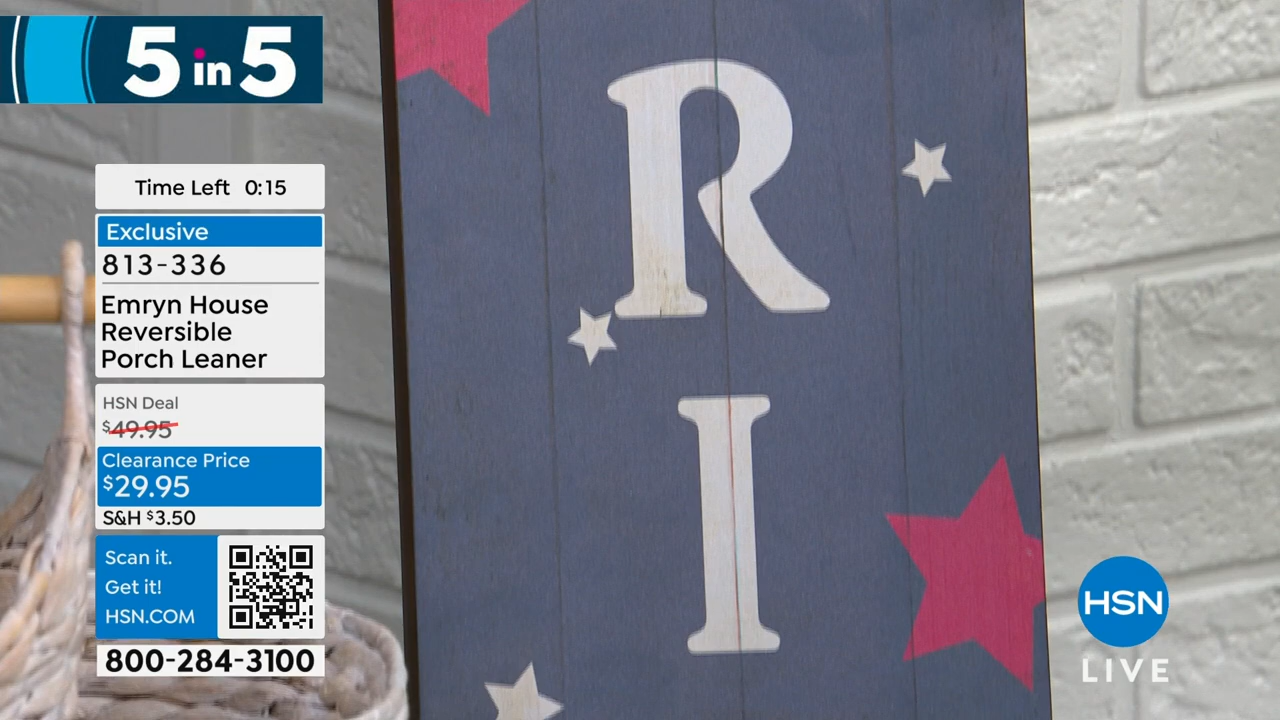 5 in 5
Time Left 0:15
Exclusive
813-336
Emryn House
Reversible
Porch Leaner
HSN Deal
$49.95
Clearance Price
$29.95
S&H $3.50
Scan it.
Get it!
HSN.COM
800-284-3100
R
I
HSN
LIVE